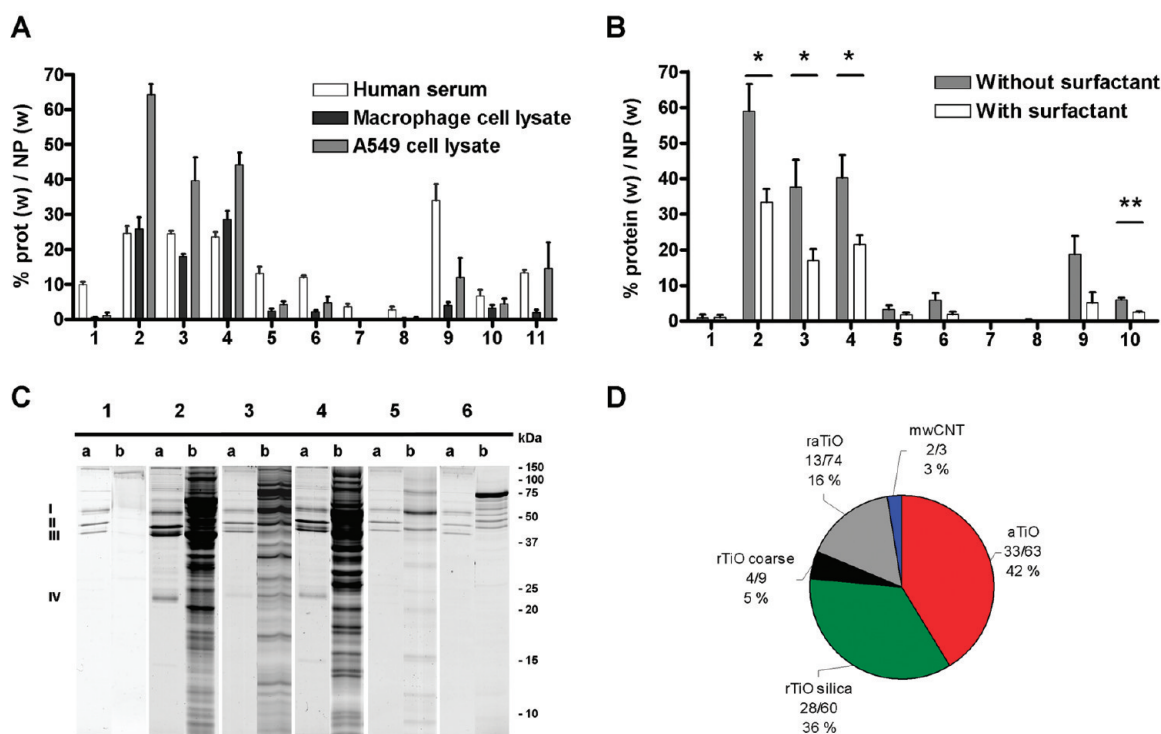 A
% prot (w) / NP (w)
70
60
50
40
30
20
10
0
Human serum
Macrophage cell lysate
A549 cell lysate
1 2 3 4 5 6 7 8 9 10 11
B
% protein (w) / NP (w)
70
60
50
40
30
20
10
0
* * *
**
Without surfactant
With surfactant
1 2 3 4 5 6 7 8 9 10
C
1 2 3 4 5 6
kDa
a b a b a b a b a b a b
I
II
III
IV
- 150
- 100
- 75
- 50
- 37
- 25
- 20
- 15
- 10
D
mwCNT
2/3
3 %
raTiO
13/74
16 %
aTiO
33/63
42 %
rTiO coarse
4/9
5 %
rTiO silica
28/60
36 %